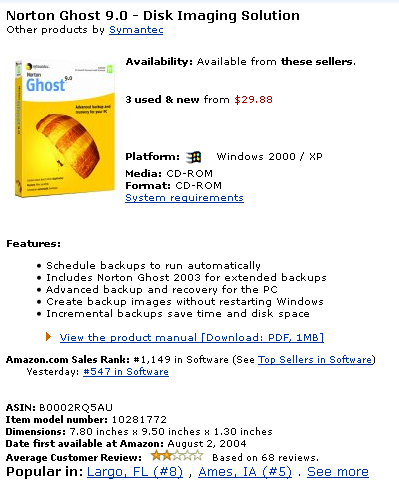 Norton Ghost 9.0 - Disk Imaging Solution
Other products by Symantec
symantec
Norton
Ghost 9.0
Advanced backup and
recovery for your PC
Availability: Available from these sellers.
3 used & new from $29.88
Platform: Windows 2000 / XP
Media: CD-ROM
Format: CD-ROM
System requirements
Features:
• Schedule backups to run automatically
• Includes Norton Ghost 2003 for extended backups
• Advanced backup and recovery for the PC
• Create backup images without restarting Windows
• Incremental backups save time and disk space
View the product manual [Download: PDF, 1MB]
Amazon.com Sales Rank: #1,149 in Software (See Top Sellers in Software)
Yesterday: #547 in Software
ASIN: B0002RQ5AU
Item model number: 10281772
Dimensions: 7.80 inches x 9.50 inches x 1.30 inches
Date first available at Amazon: August 2, 2004
Average Customer Review: Based on 68 reviews.
Popular in: Largo, FL (#8) , Ames, IA (#5) . See more